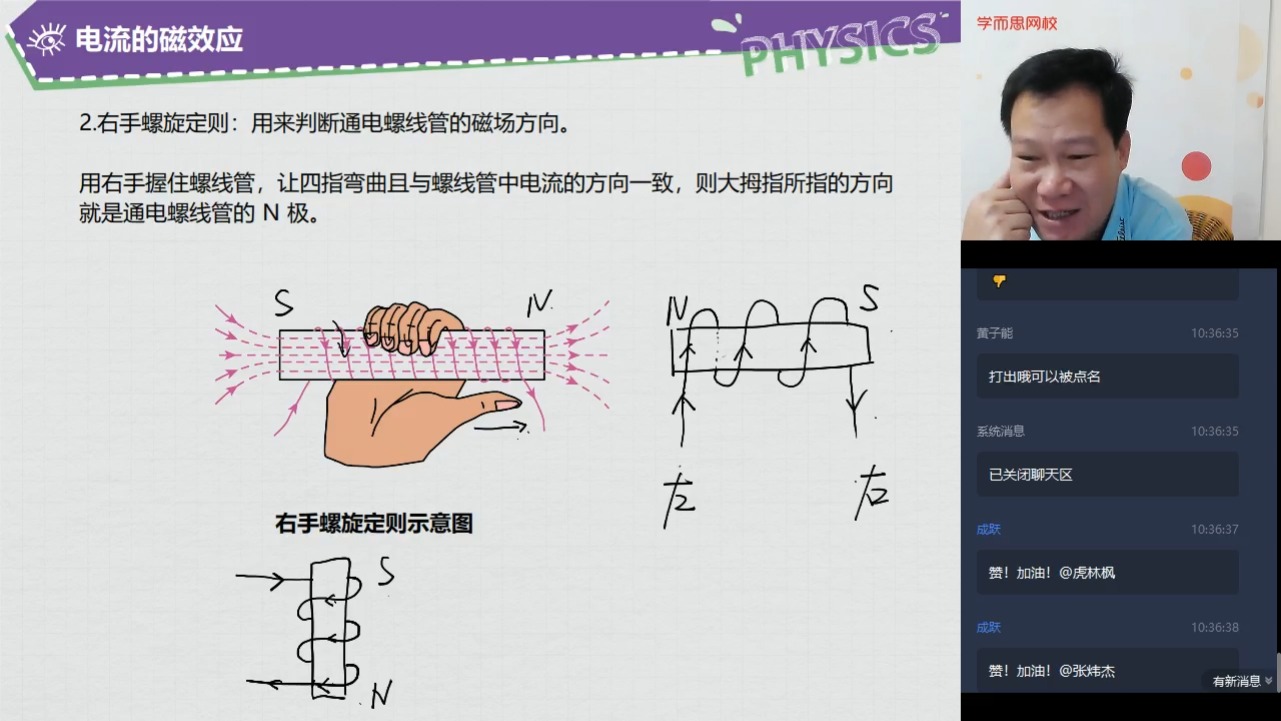 电流的磁效应
PHYSICS
2.右手螺旋定则：用来判断通电螺线管的磁场方向。
用右手握住螺线管，让四指弯曲且与螺线管中电流的方向一致，则大拇指所指的方向
就是通电螺线管的 N 极。
S
N
N
S
左
右
右手螺旋定则示意图
S
N
学而思网校
黄子能
10:36:35
打出哦可以被点名
系统消息
10:36:35
已关闭聊天区
成跃
10:36:37
赞！加油！@虎林枫
成跃
10:36:38
赞！加油！@张炜杰
有新消息